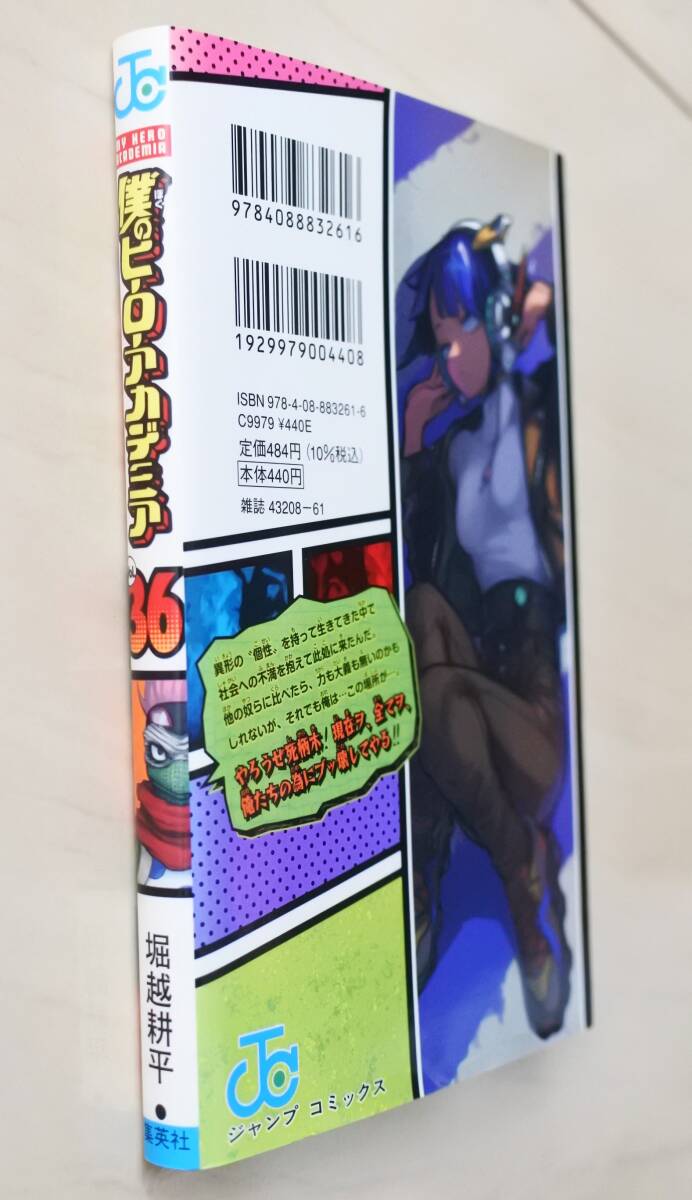 JC
MY HERO
ACADEMIA
僕のヒーローアカデミア
ぼく
vol.
36
堀越耕平
集英社
9784088832616
1929979004408
ISBN 978-4-08-883261-6
C9979 ¥440E
定価484円(10%税込)
本体440円
雑誌 43208-61
異形の〝個性〟を持って生きてきた中で
社会への不満を抱えて此処に来たんだ。
他の奴らに比べたら、力も大義も無いのかも
しれないが、それでも俺は…この場所が…。
やろうぜ死柄木！現在ヲ、全てヲ、
俺たちの為にブッ壊してやる!!
JC
ジャンプ コミックス